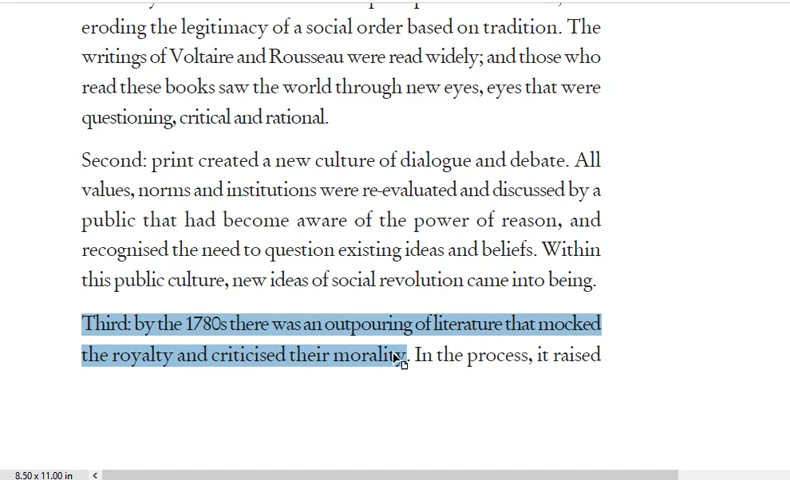 eroding the legitimacy of a social order based on tradition. The
writings of Voltaire and Rousseau were read widely; and those who
read these books saw the world through new eyes, eyes that were
questioning, critical and rational.
Second: print created a new culture of dialogue and debate. All
values, norms and institutions were re-evaluated and discussed by a
public that had become aware of the power of reason, and
recognised the need to question existing ideas and beliefs. Within
this public culture, new ideas of social revolution came into being.
Third: by the 1780s there was an outpouring of literature that mocked
the royalty and criticised their morality. In the process, it raised
8.50 x 11.00 in